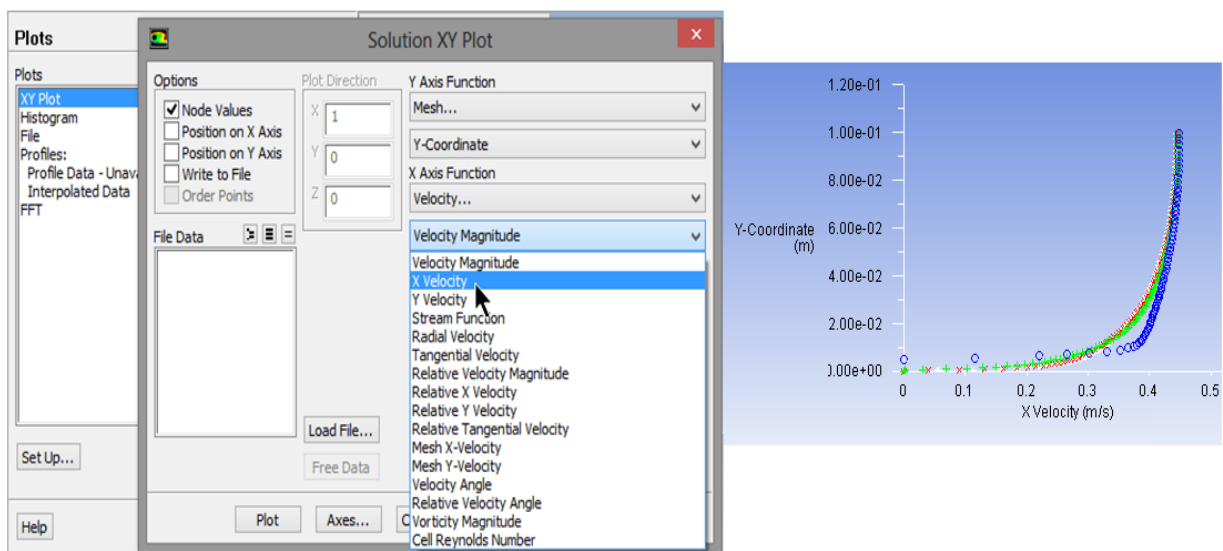 Plots
Plots
XY Plot
Histogram
File
Profiles:
Profile Data - Unav
Interpolated Data
FFT
Set Up...
Help
Solution XY Plot
x
Options
Node Values
Position on X Axis
Position on Y Axis
Write to File
Order Points
Plot Direction
X 1
Y 0
Z 0
Y Axis Function
Mesh...
Y-Coordinate
X Axis Function
Velocity...
Velocity Magnitude
Velocity Magnitude
X Velocity
Y Velocity
Stream Function
Radial Velocity
Tangential Velocity
Relative Velocity Magnitude
Relative X Velocity
Relative Y Velocity
Relative Tangential Velocity
Mesh X-Velocity
Mesh Y-Velocity
Velocity Angle
Relative Velocity Angle
Vorticity Magnitude
Cell Reynolds Number
File Data
Load File...
Free Data
Plot
Axes...
C
1.20e-01
1.00e-01
8.00e-02
Y-Coordinate 6.00e-02
(m)
4.00e-02
2.00e-02
0.00e+00
0 0.1 0.2 0.3 0.4 0.5
X Velocity (m/s)